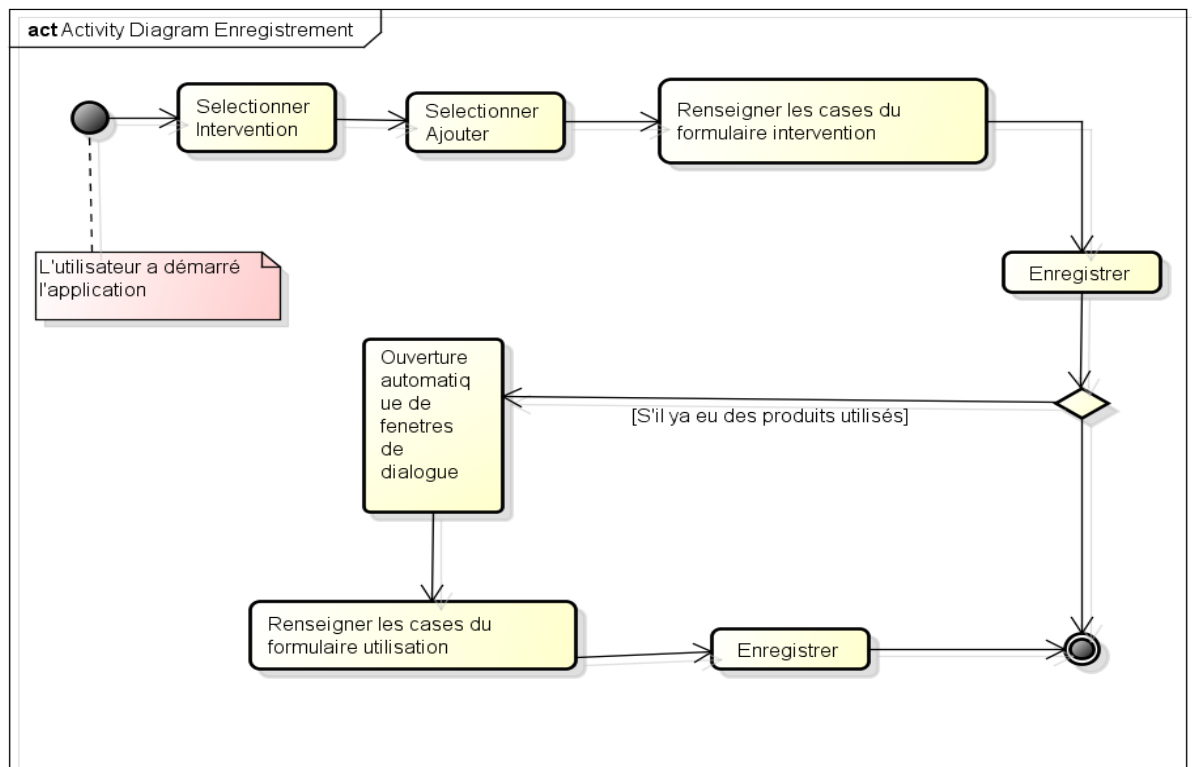 act Activity Diagram Enregistrement
Selectionner
Intervention
Selectionner
Ajouter
Renseigner les cases du
formulaire intervention
L'utilisateur a démarré
l'application
Enregistrer
Ouverture
automatiq
ue de
fenetres
de
dialogue
[S'il ya eu des produits utilisés]
Renseigner les cases du
formulaire utilisation
Enregistrer